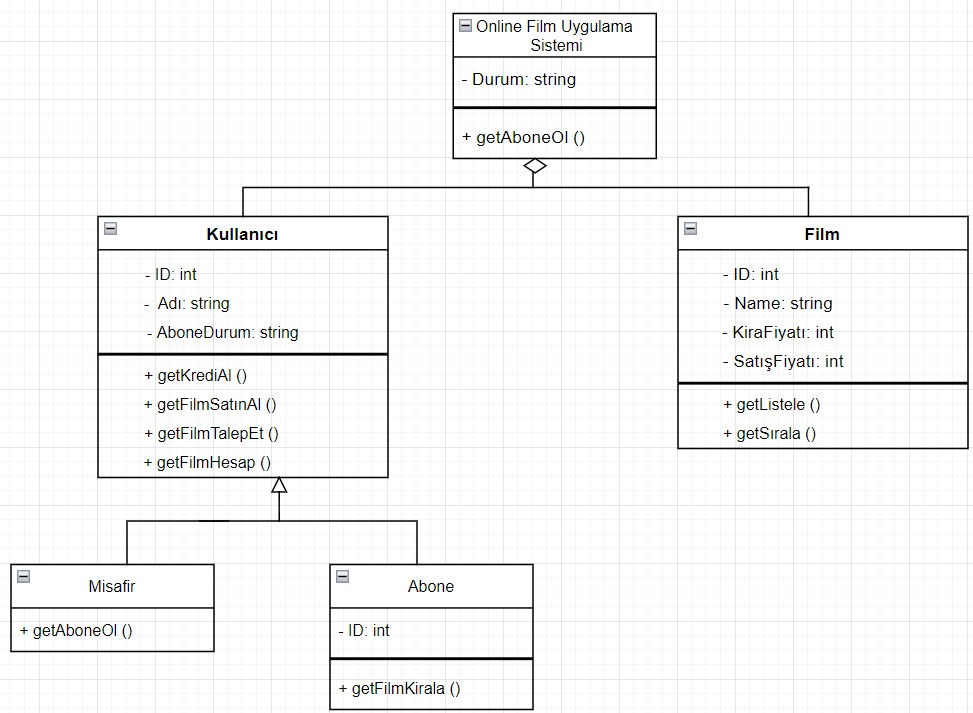 Online Film Uygulama
Sistemi
- Durum: string
+ getAboneOl ()
Kullanıcı
- ID: int
- Adı: string
- AboneDurum: string
+ getKrediAl ()
+ getFilmSatınAl ()
+ getFilmTalepEt ()
+ getFilmHesap ()
Film
- ID: int
- Name: string
- KiraFiyatı: int
- SatışFiyatı: int
+ getListele ()
+ getSırala ()
Misafir
+ getAboneOl ()
Abone
- ID: int
+ getFilmKirala ()